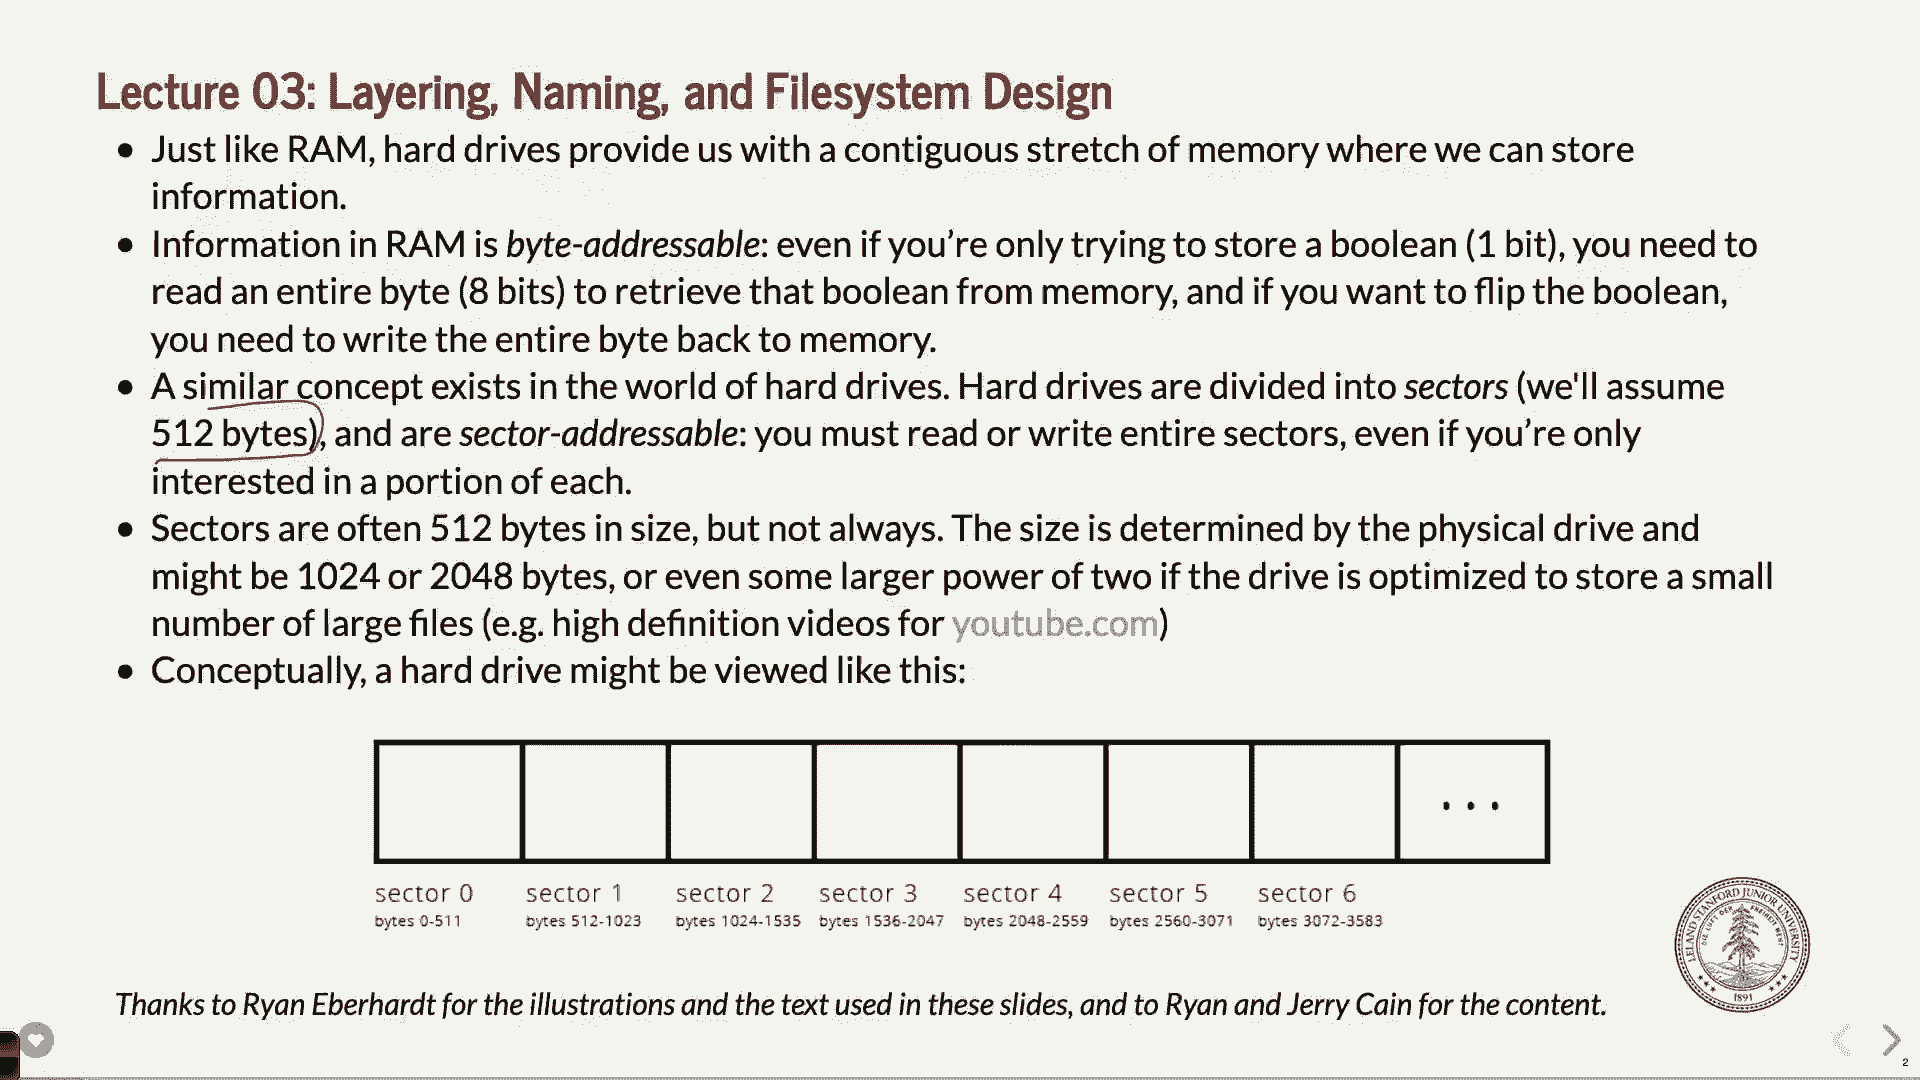 Lecture 03: Layering, Naming, and Filesystem Design
• Just like RAM, hard drives provide us with a contiguous stretch of memory where we can store
information.
• Information in RAM is byte-addressable: even if you’re only trying to store a boolean (1 bit), you need to
read an entire byte (8 bits) to retrieve that boolean from memory, and if you want to flip the boolean,
you need to write the entire byte back to memory.
• A similar concept exists in the world of hard drives. Hard drives are divided into sectors (we'll assume
512 bytes), and are sector-addressable: you must read or write entire sectors, even if you’re only
interested in a portion of each.
• Sectors are often 512 bytes in size, but not always. The size is determined by the physical drive and
might be 1024 or 2048 bytes, or even some larger power of two if the drive is optimized to store a small
number of large files (e.g. high definition videos for youtube.com)
• Conceptually, a hard drive might be viewed like this:
...
sector 0 sector 1 sector 2 sector 3 sector 4 sector 5 sector 6
bytes 0-511 bytes 512-1023 bytes 1024-1535 bytes 1536-2047 bytes 2048-2559 bytes 2560-3071 bytes 3072-3583
LELAND STANFORD JUNIOR UNIVERSITY
DIE LUFT DER FREIHEIT WEHT
1891
Thanks to Ryan Eberhardt for the illustrations and the text used in these slides, and to Ryan and Jerry Cain for the content.
2